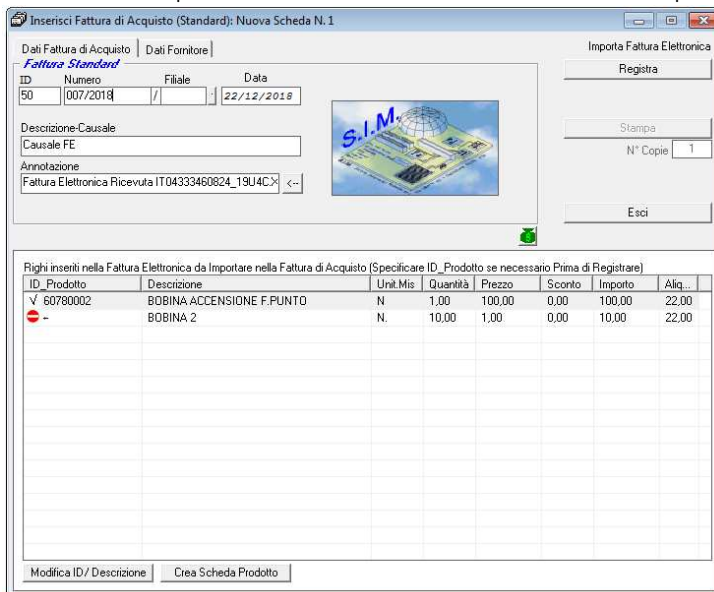 Inserisci Fattura di Acquisto (Standard): Nuova Scheda N. 1
Dati Fattura di Acquisto Dati Fornitore
Importa Fattura Elettronica
Fattura Standard
ID Numero Filiale Data
50 007/2018 / 22/12/2018
Registra
Descrizione-Causale
Causale FE
S.I.M.
Stampa
N° Copie 1
Annotazione
Fattura Elettronica Ricevuta IT04333460824_19U4C.X <--
Esci
Righi inseriti nella Fattura Elettronica da Importare nella Fattura di Acquisto (Specificare ID_Prodotto se necessario Prima di Registrare)
ID_Prodotto Descrizione Unit.Mis Quantità Prezzo Sconto Importo Aliq...
√ 60780002 BOBINA ACCENSIONE F.PUNTO N 1,00 100,00 0,00 100,00 22,00
- BOBINA 2 N. 10,00 1,00 0,00 10,00 22,00
Modifica ID/ Descrizione Crea Scheda Prodotto